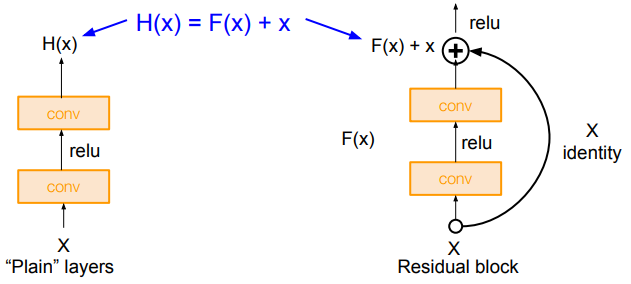 H(x) = F(x) + x
H(x)
conv
relu
conv
X
“Plain” layers
relu
F(x) + x
conv
F(x)
relu
conv
X
identity
X
Residual block